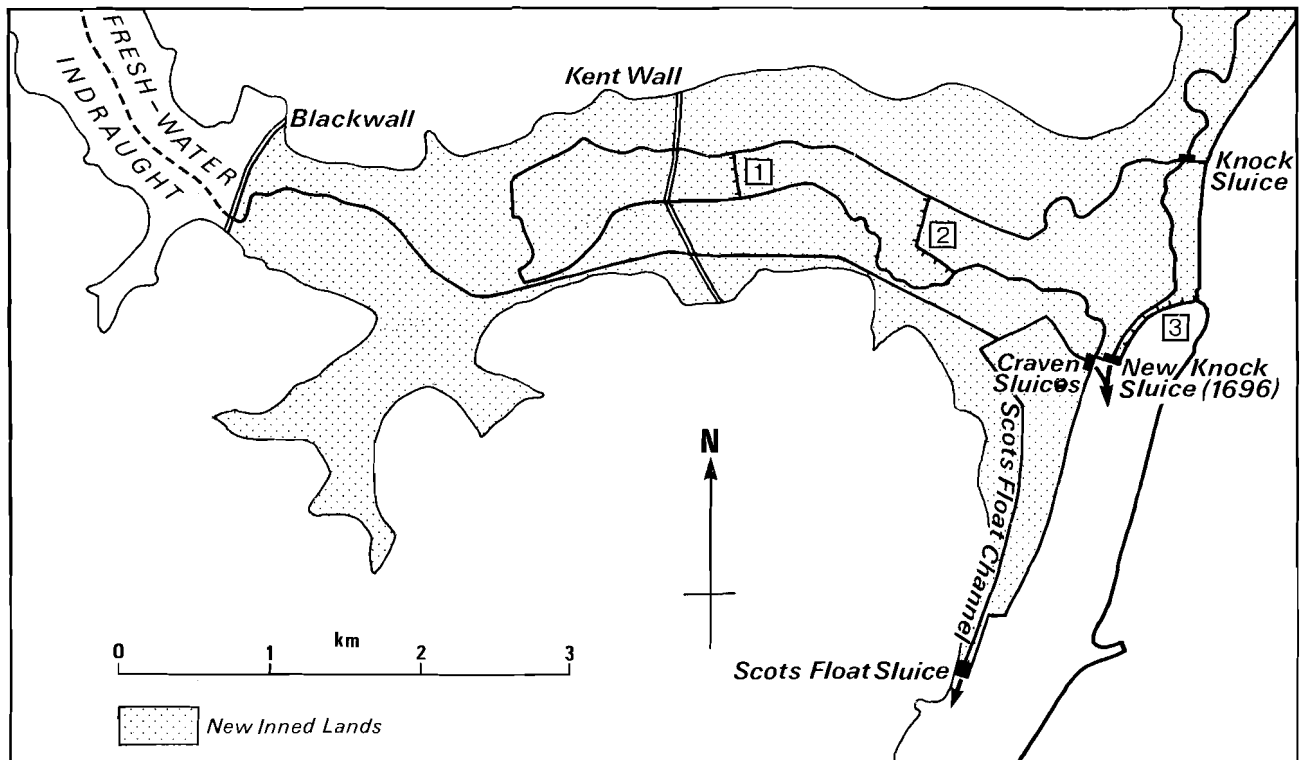 FRESH-WATER
INDRAUGHT
Blackwall
Kent Wall
1
2
3
Knock
Sluice
Craven
Sluices
New Knock
Sluice (1696)
Scots Float Channel
Scots Float Sluice
N
km
0 1 2 3
New Inned Lands